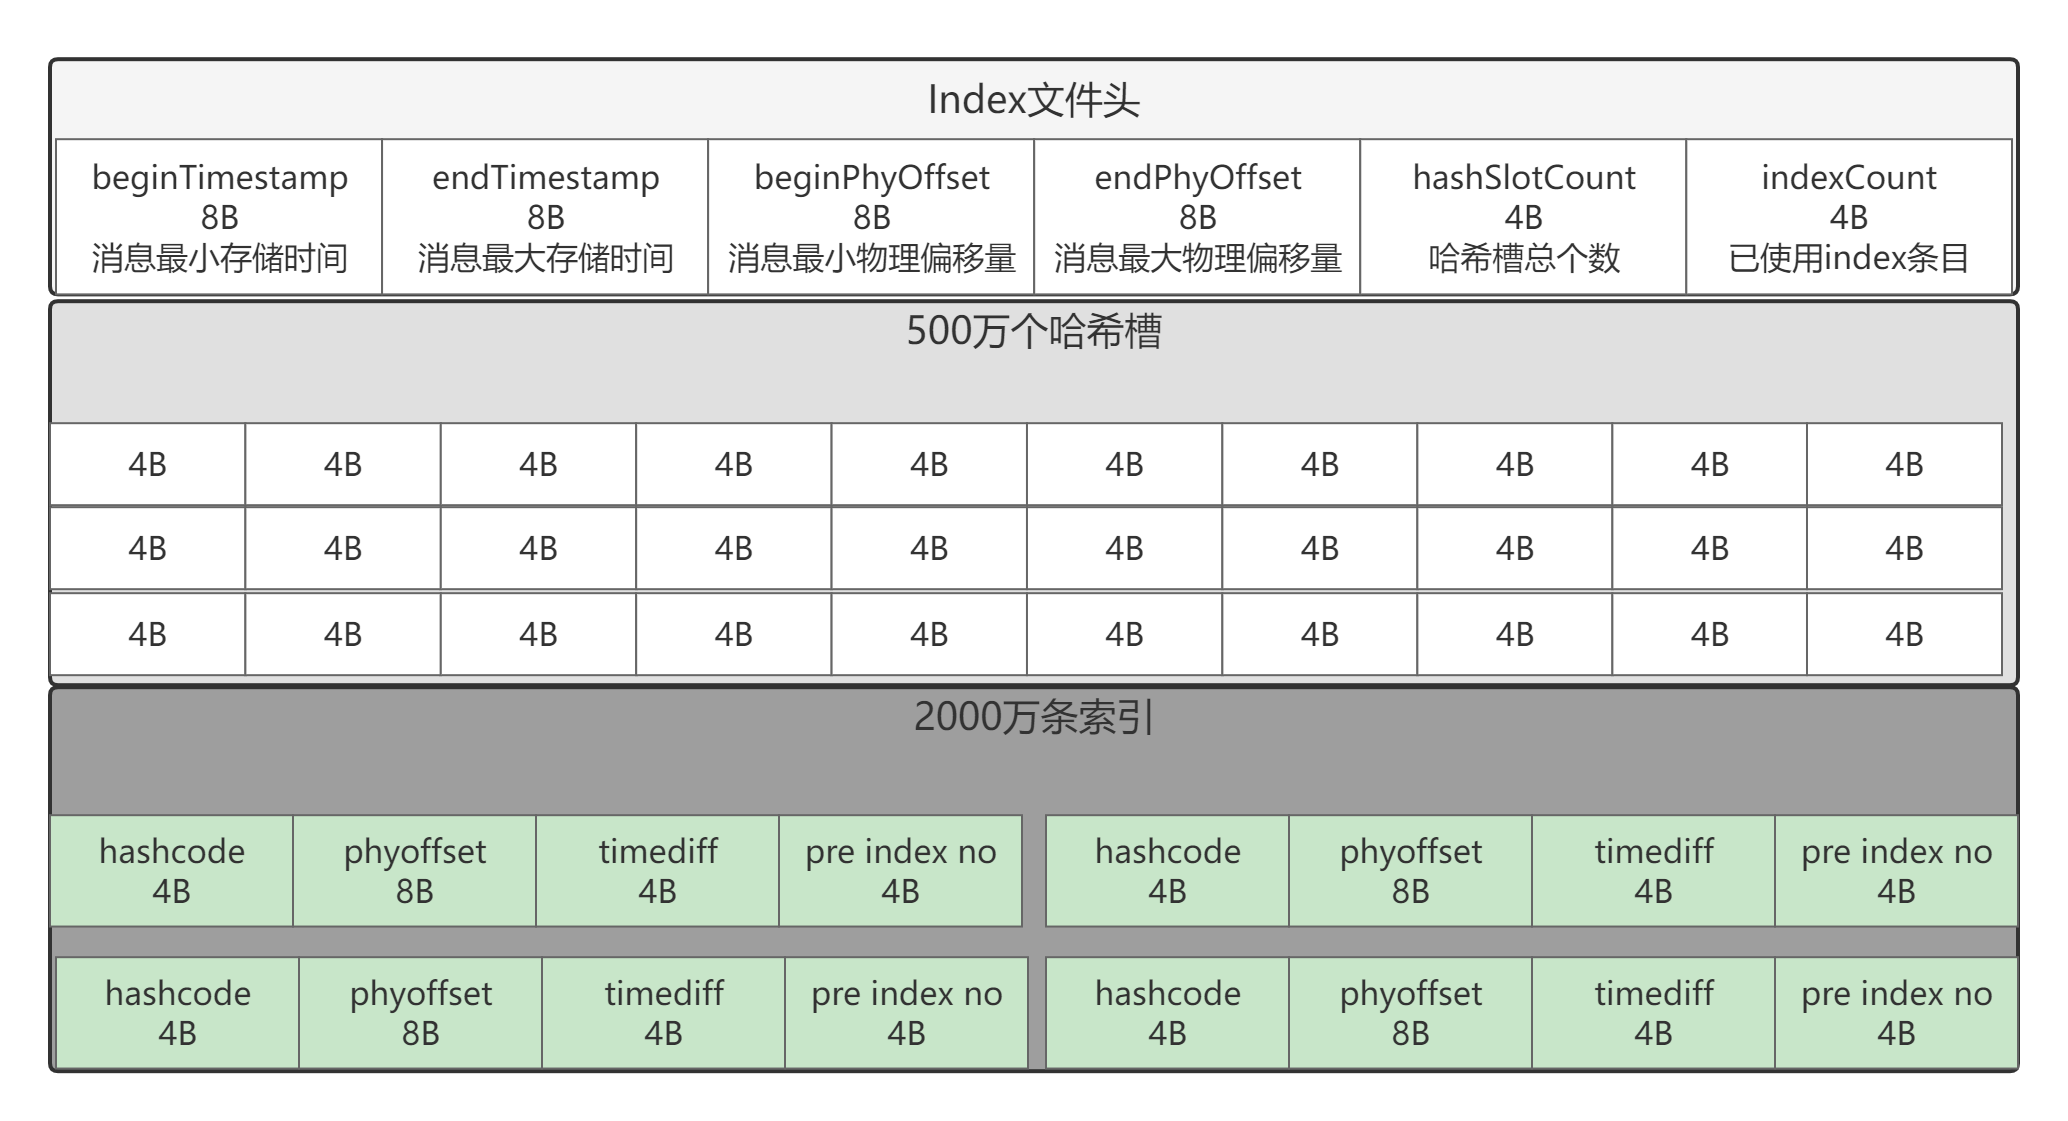 Index文件头
beginTimestamp
8B
消息最小存储时间
endTimestamp
8B
消息最大存储时间
beginPhyOffset
8B
消息最小物理偏移量
endPhyOffset
8B
消息最大物理偏移量
hashSlotCount
4B
哈希槽总个数
indexCount
4B
已使用index条目
500万个哈希槽
4B 4B 4B 4B 4B 4B 4B 4B 4B 4B
4B 4B 4B 4B 4B 4B 4B 4B 4B 4B
4B 4B 4B 4B 4B 4B 4B 4B 4B 4B
2000万条索引
hashcode
4B
phyoffset
8B
timediff
4B
pre index no
4B
hashcode
4B
phyoffset
8B
timediff
4B
pre index no
4B
hashcode
4B
phyoffset
8B
timediff
4B
pre index no
4B
hashcode
4B
phyoffset
8B
timediff
4B
pre index no
4B